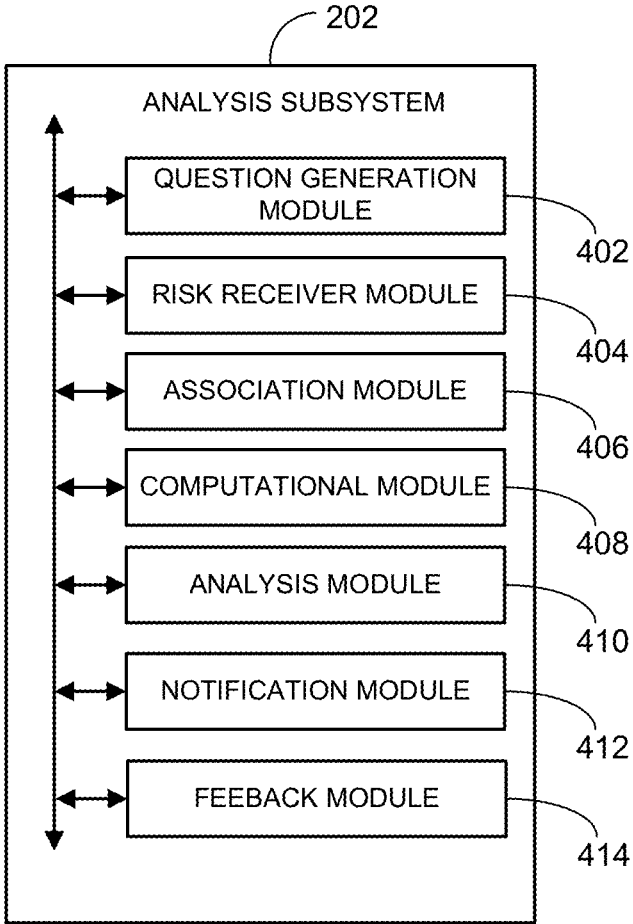 202
ANALYSIS SUBSYSTEM
QUESTION GENERATION
MODULE
402
RISK RECEIVER MODULE
404
ASSOCIATION MODULE
406
COMPUTATIONAL MODULE
408
ANALYSIS MODULE
410
NOTIFICATION MODULE
412
FEEBACK MODULE
414